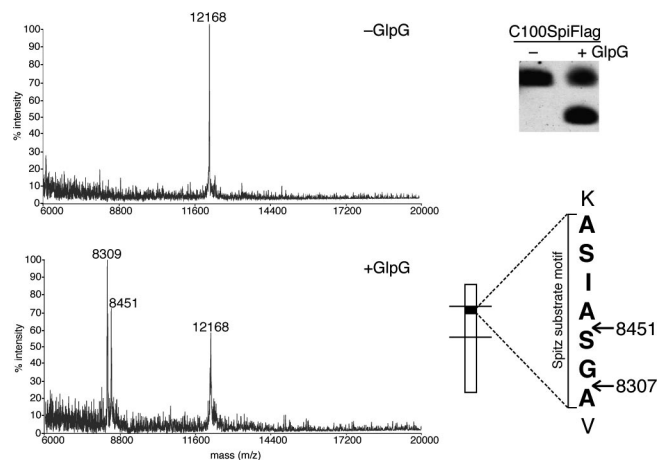 12168
–GlpG
% intensity
100
90
80
70
60
50
40
30
20
10
0
6000 8800 11600 14400 17200 20000
C100SpiFlag
– + GlpG
8309
8451
12168
+GlpG
% intensity
100
90
80
70
60
50
40
30
20
10
0
6000 8800 11600 14400 17200 20000
mass (m/z)
Spitz substrate motif
K
A
S
I
A
S
G
A
V
8451
8307